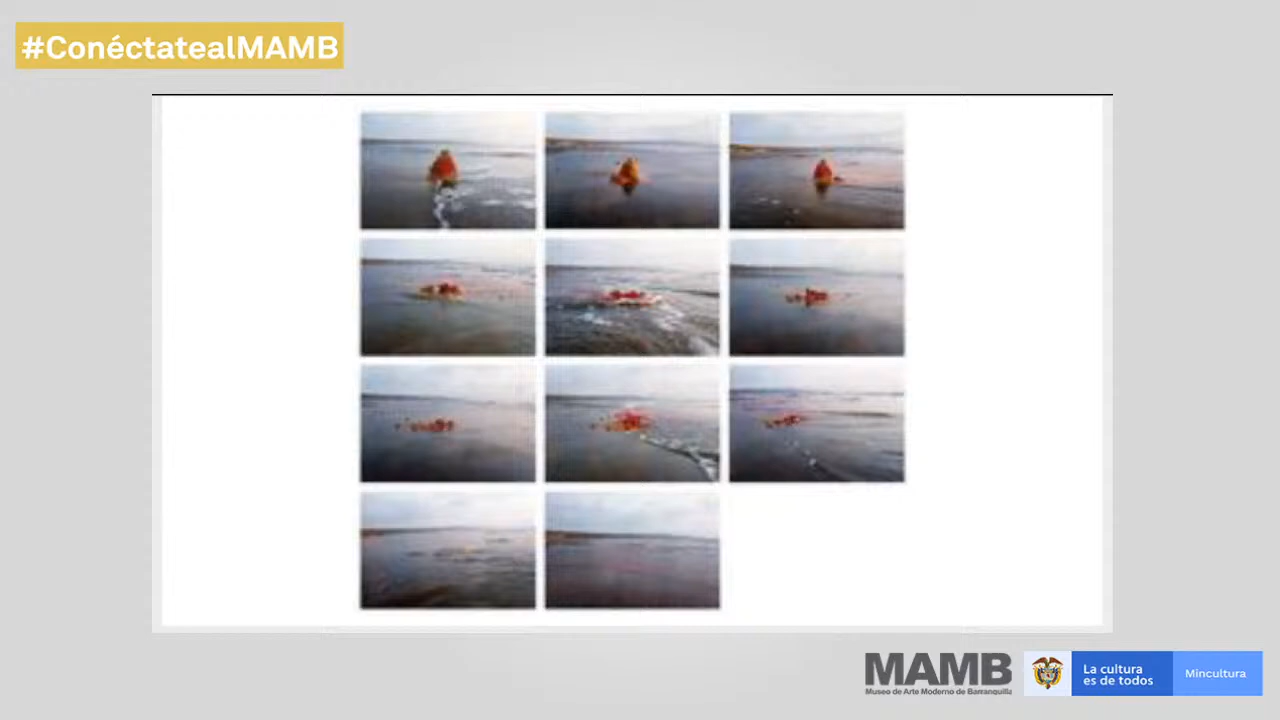 #ConéctatealMAMB
MAMB
Museo de Arte Moderno de Barranquilla
La cultura
es de todos
Mincultura